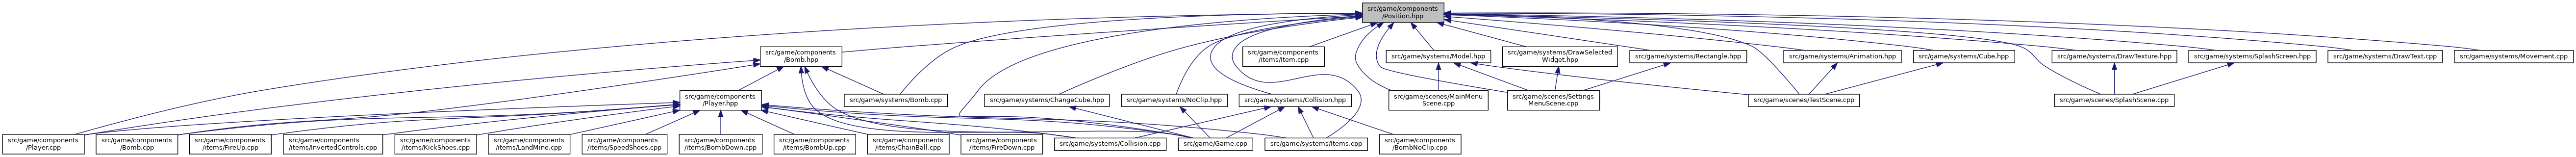 src/game/components
/Position.hpp
src/game/components
/Bomb.hpp
src/game/components
items/Item.cpp
src/game/systems/Model.hpp
src/game/systems/DrawSelected
Widget.hpp
src/game/systems/Rectangle.hpp
src/game/systems/Animation.hpp
src/game/systems/Cube.hpp
src/game/systems/DrawTexture.hpp
src/game/systems/SplashScreen.hpp
src/game/systems/DrawText.cpp
src/game/systems/Movement.cpp
src/game/components
/Player.hpp
src/game/systems/Bomb.cpp
src/game/systems/ChangeCube.hpp
src/game/systems/NoClip.hpp
src/game/systems/Collision.hpp
src/game/scenes/MainMenu
Scene.cpp
src/game/scenes/Settings
MenuScene.cpp
src/game/scenes/TestScene.cpp
src/game/scenes/SplashScene.cpp
src/game/components
/Player.cpp
src/game/components
/Bomb.cpp
src/game/components
/items/FireUp.cpp
src/game/components
/items/InvertedControls.cpp
src/game/components
/items/KickShoes.cpp
src/game/components
/items/LandMine.cpp
src/game/components
/items/SpeedShoes.cpp
src/game/components
/items/BombDown.cpp
src/game/components
/items/BombUp.cpp
src/game/components
/items/ChainBall.cpp
src/game/components
/items/FireDown.cpp
src/game/systems/Collision.cpp
src/game/Game.cpp
src/game/systems/Items.cpp
src/game/components
/BombNoClip.cpp